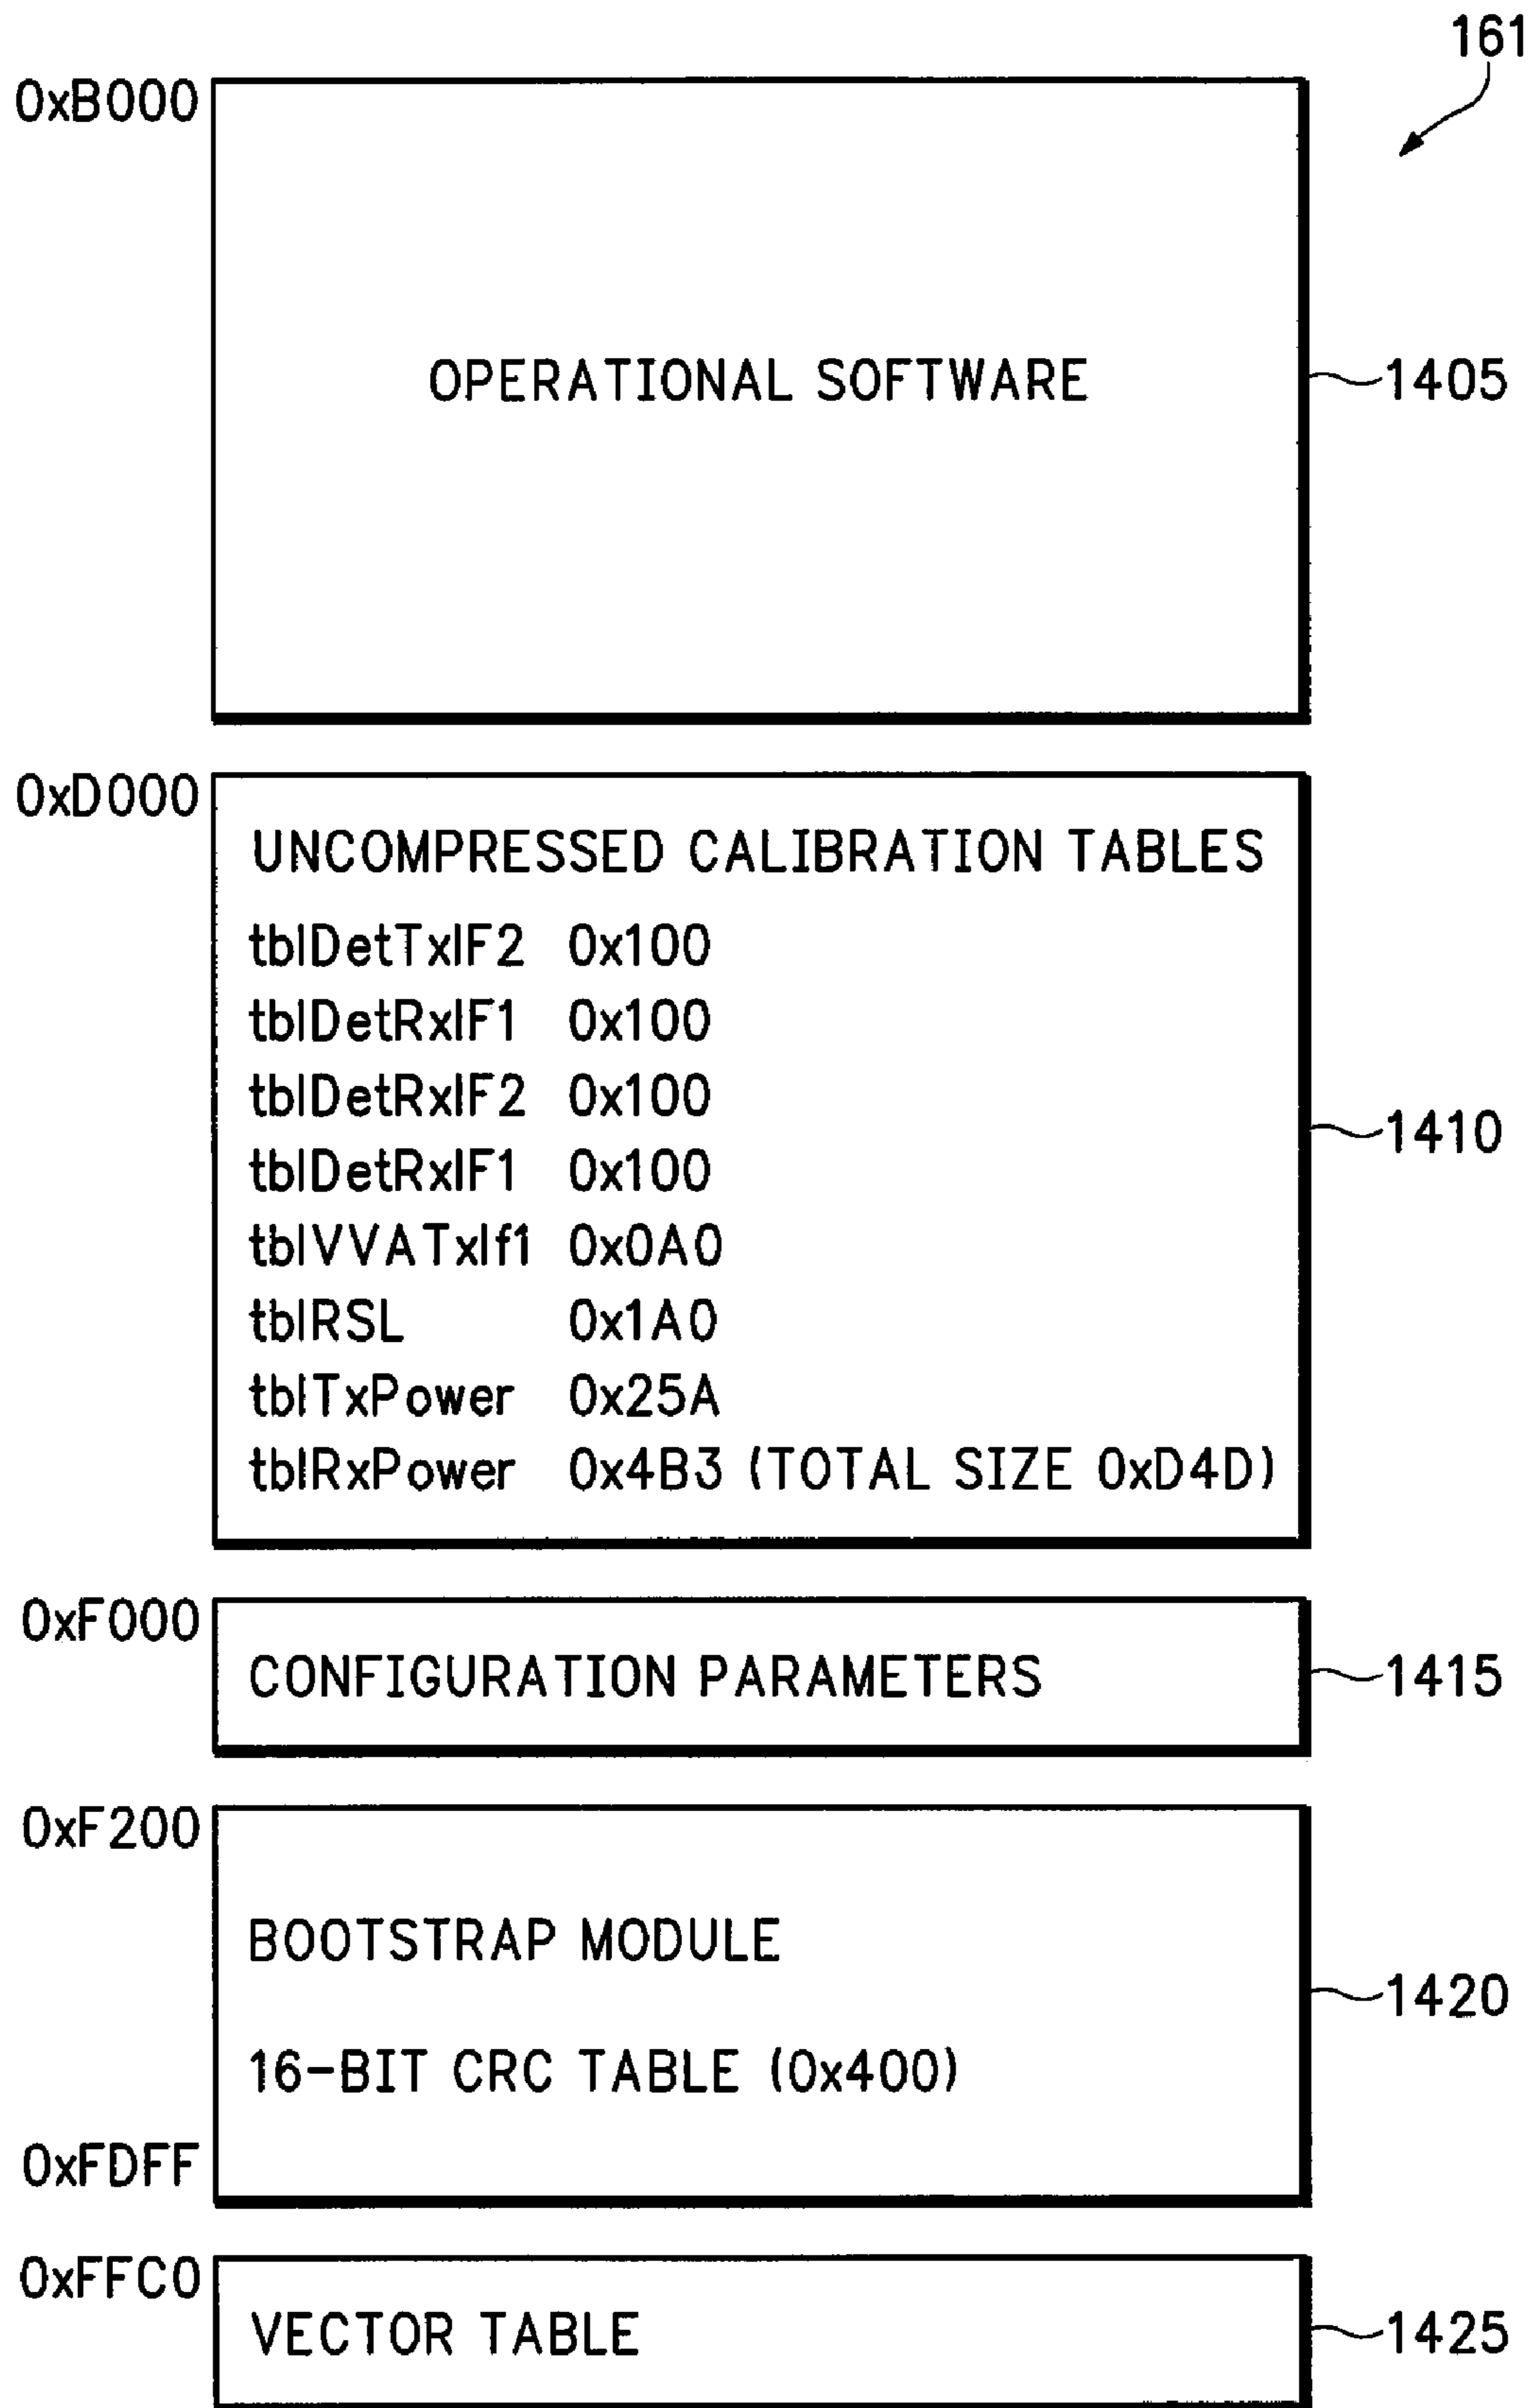 161
0xB000
OPERATIONAL SOFTWARE
1405
0xD000
UNCOMPRESSED CALIBRATION TABLES
tblDetTxIF2 0x100
tblDetRxIF1 0x100
tblDetRxIF2 0x100
tblDetRxIF1 0x100
1410
tblVVATxIf1 0x0A0
tblRSL 0x1A0
tblTxPower 0x25A
tblRxPower 0x4B3 (TOTAL SIZE 0xD4D)
0xF000
CONFIGURATION PARAMETERS
1415
0xF200
BOOTSTRAP MODULE
1420
16-BIT CRC TABLE (0x400)
0xFDFF
0xFFC0
VECTOR TABLE
1425